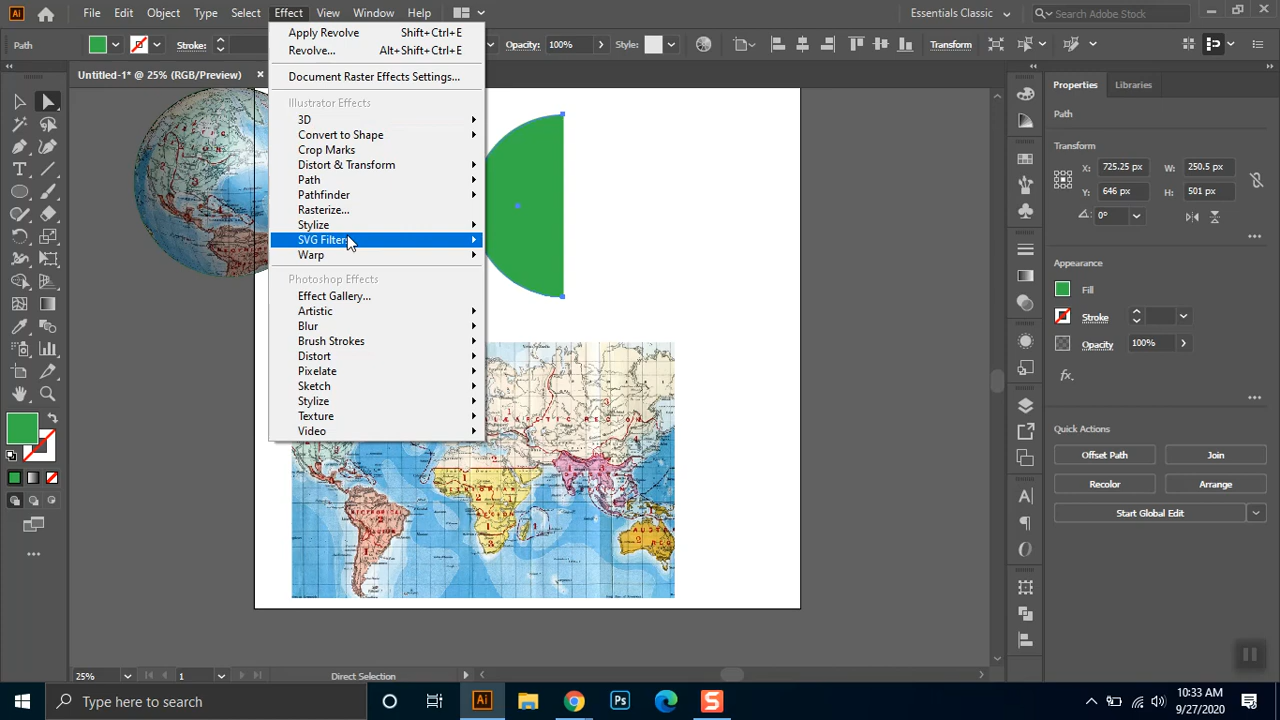 Ai
File Edit Object Type Select Effect View Window Help
Essentials Classic
Search Adobe Stock
Path
Stroke:
Opacity: 100%
Style:
Transform
Untitled-1* @ 25% (RGB/Preview)
Apply Revolve Shift+Ctrl+E
Revolve... Alt+Shift+Ctrl+E
Document Raster Effects Settings...
Illustrator Effects
3D
Convert to Shape
Crop Marks
Distort & Transform
Path
Pathfinder
Rasterize...
Stylize
SVG Filters
Warp
Photoshop Effects
Effect Gallery...
Artistic
Blur
Brush Strokes
Distort
Pixelate
Sketch
Stylize
Texture
Video
Properties Libraries
Path
Transform
X: 725.25 px W: 250.5 px
Y: 646 px H: 501 px
0°
Appearance
Fill
Stroke
Opacity 100%
fx.
Quick Actions
Offset Path Join
Recolor Arrange
Start Global Edit
25% 1 Direct Selection
Type here to search
Ai
Ps
S
3:33 AM
9/27/2020